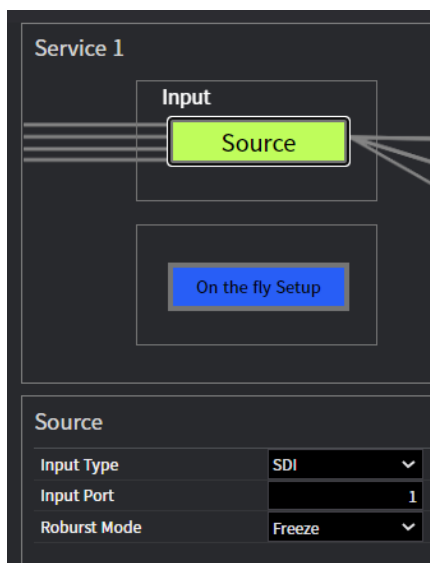 Service 1
Input
Source
On the fly Setup
Source
Input Type SDI
Input Port 1
Roburst Mode Freeze